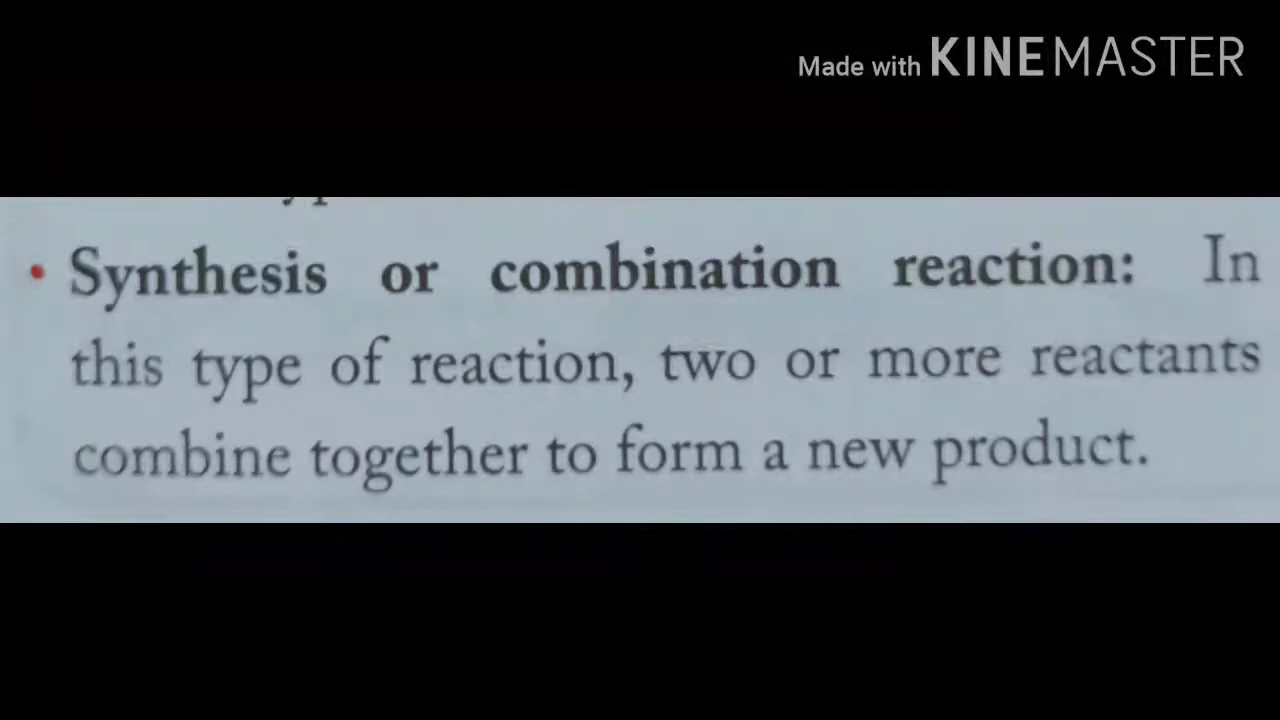 Made with KINEMASTER
• Synthesis or combination reaction: In
this type of reaction, two or more reactants
combine together to form a new product.